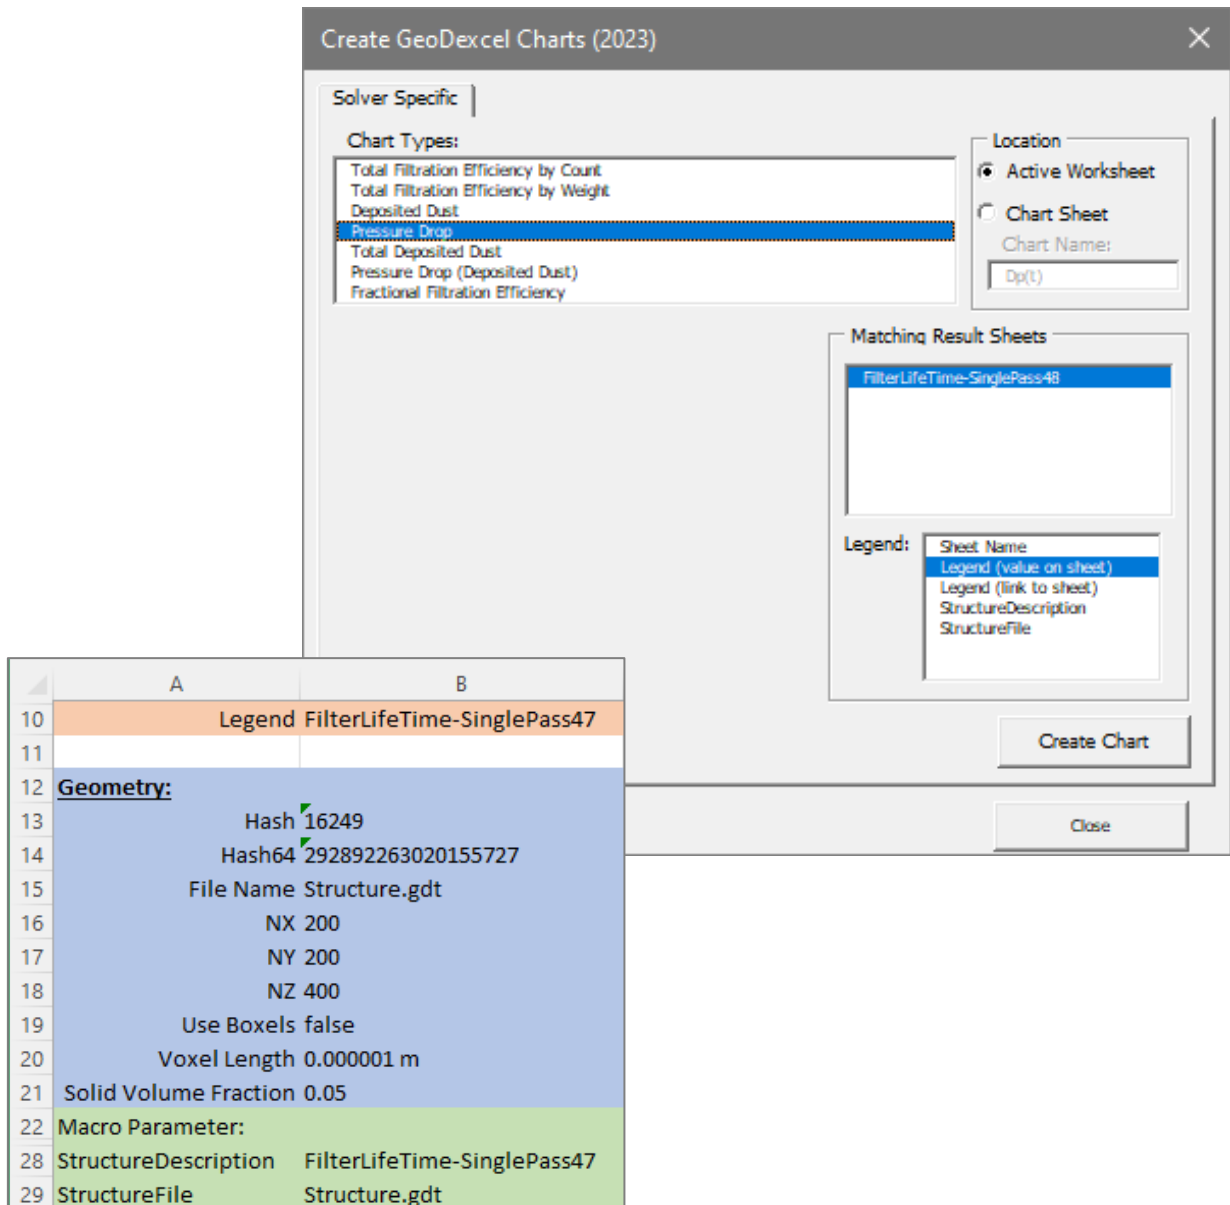 Create GeoDexcel Charts (2023)
Solver Specific
Chart Types:
Total Filtration Efficiency by Count
Total Filtration Efficiency by Weight
Deposited Dust
Pressure Drop
Total Deposited Dust
Pressure Drop (Deposited Dust)
Fractional Filtration Efficiency
Location
Active Worksheet
Chart Sheet
Chart Name:
Dp(t)
Matching Result Sheets
FilterLifeTime-SinglePass48
Legend:
Sheet Name
Legend (value on sheet)
Legend (link to sheet)
StructureDescription
StructureFile
Create Chart
Close
A B
10 Legend FilterLifeTime-SinglePass47
11
12 Geometry:
13 Hash 16249
14 Hash64 292892263020155727
15 File Name Structure.gdt
16 NX 200
17 NY 200
18 NZ 400
19 Use Boxels false
20 Voxel Length 0.000001 m
21 Solid Volume Fraction 0.05
22 Macro Parameter:
28 StructureDescription FilterLifeTime-SinglePass47
29 StructureFile Structure.gdt